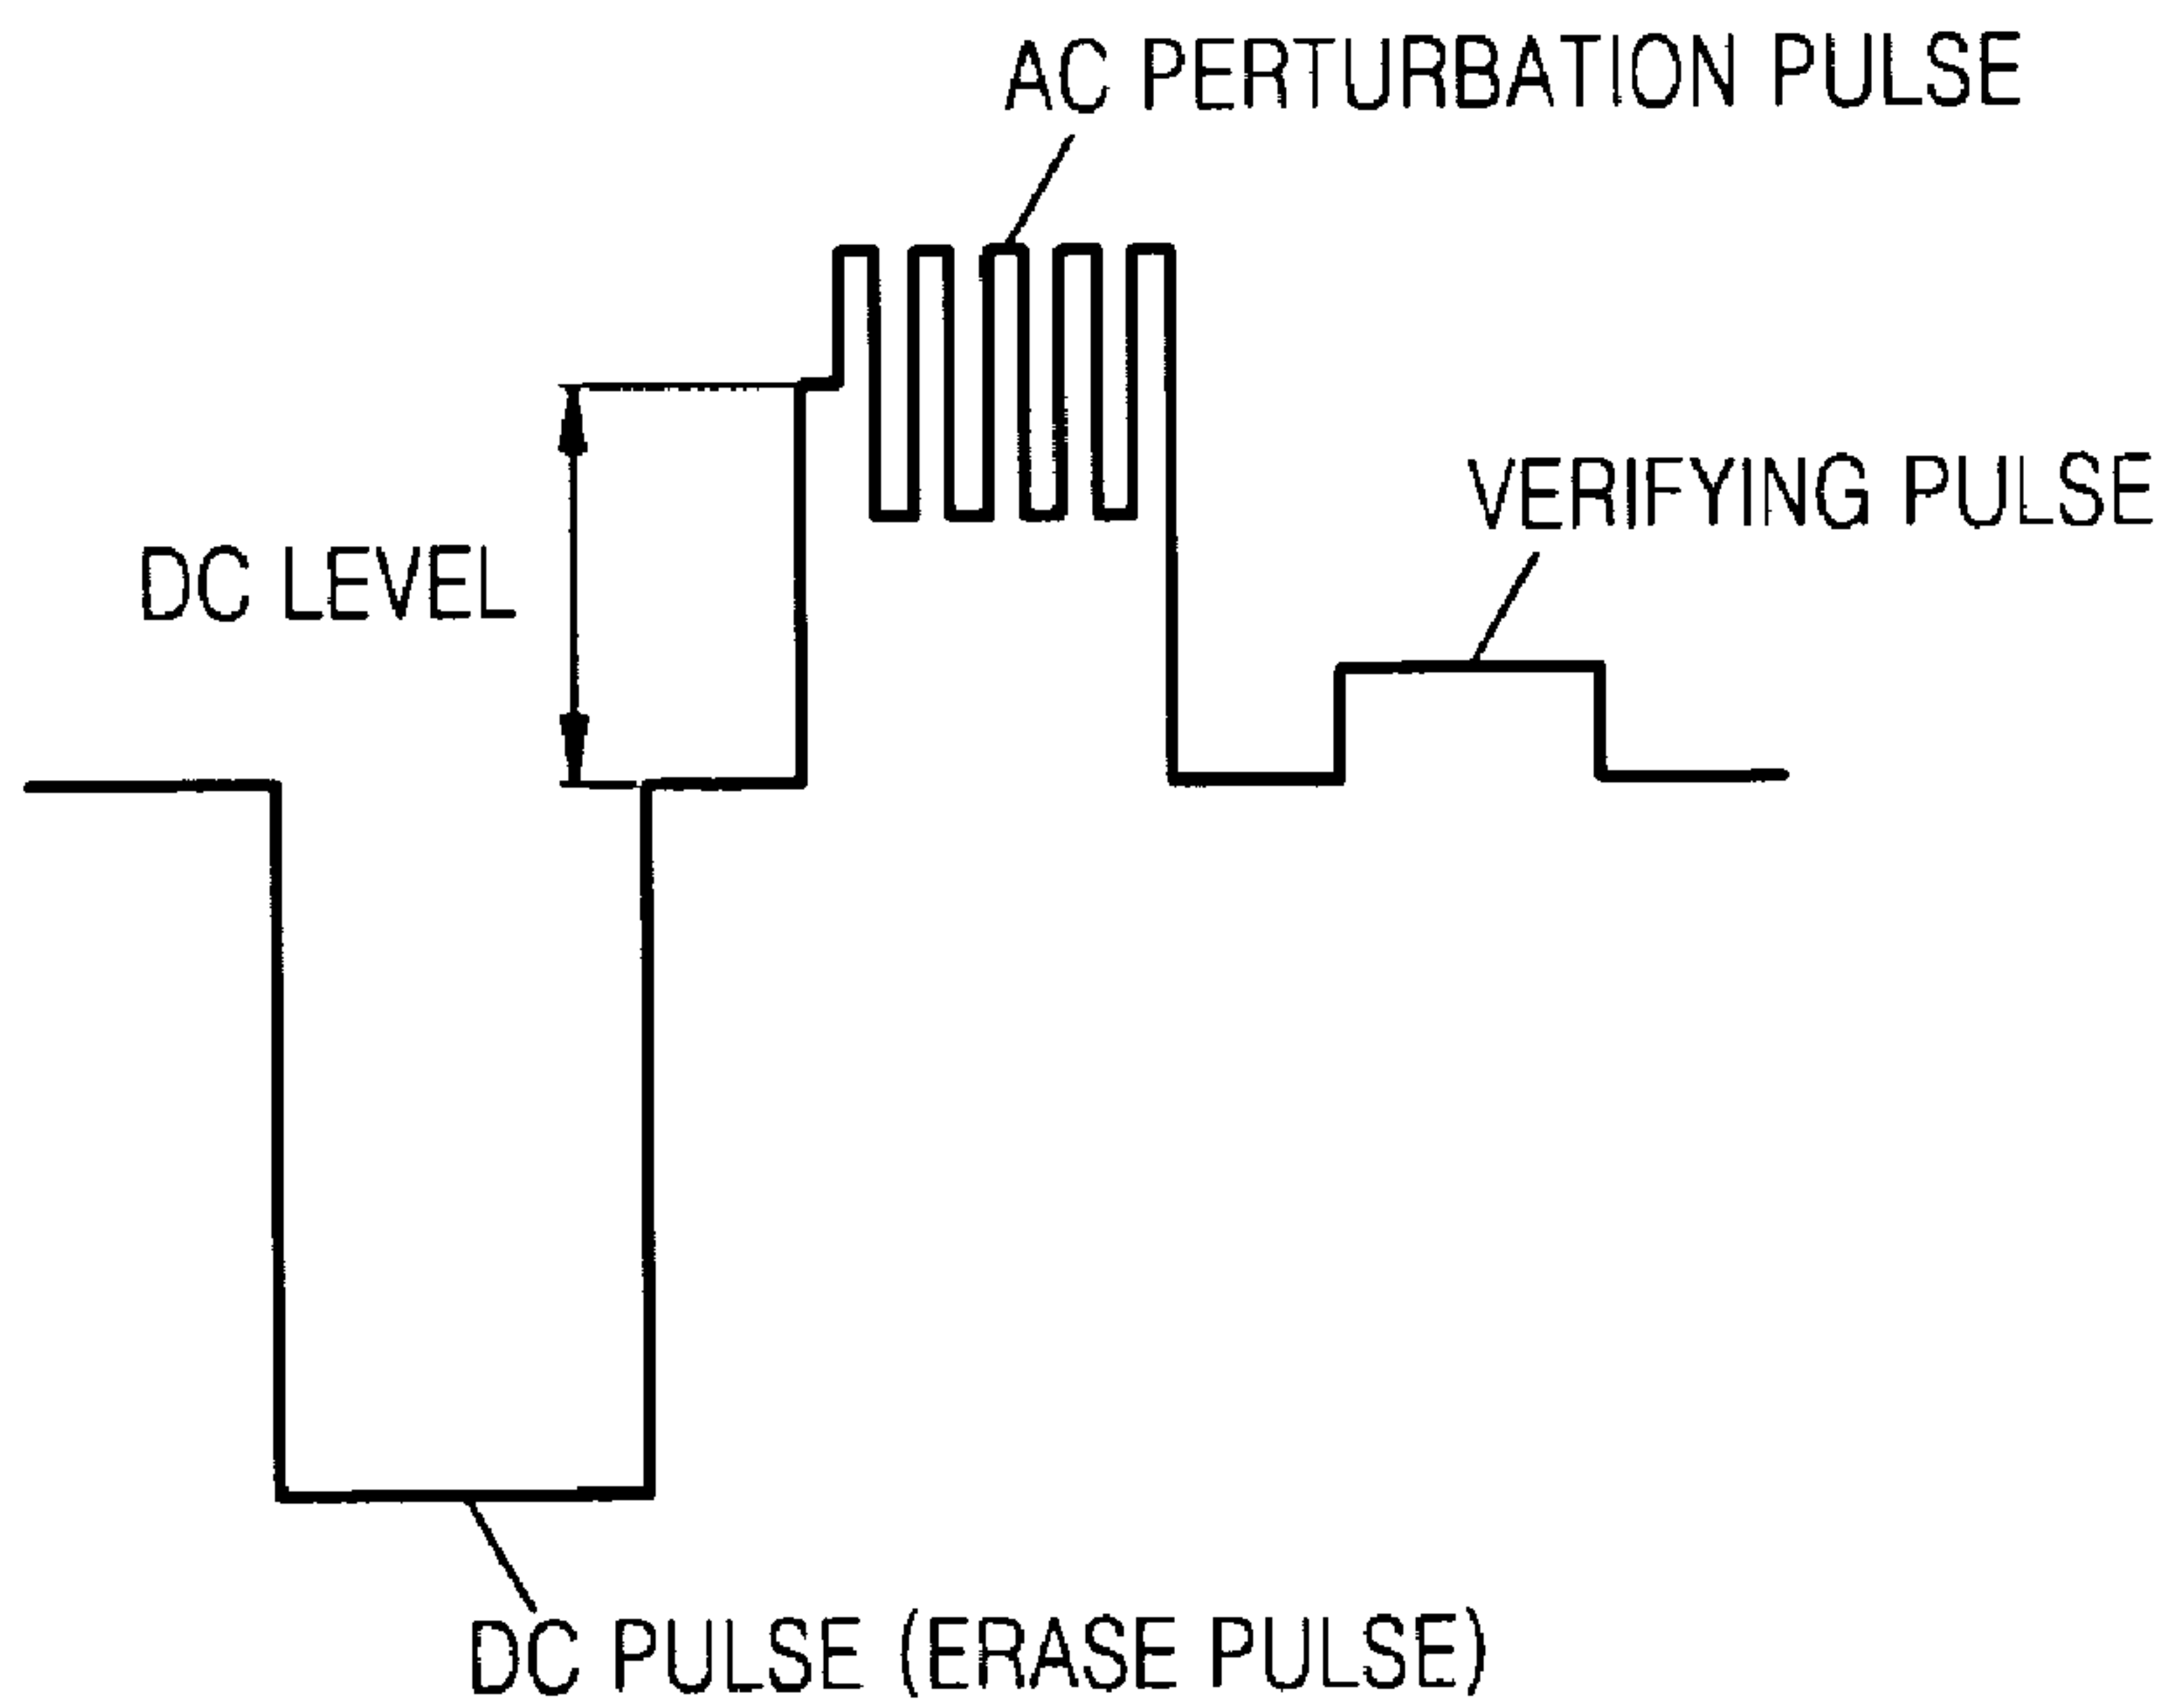 AC PERTURBATION PULSE
VERIFYING PULSE
DC LEVEL
DC PULSE (ERASE PULSE)